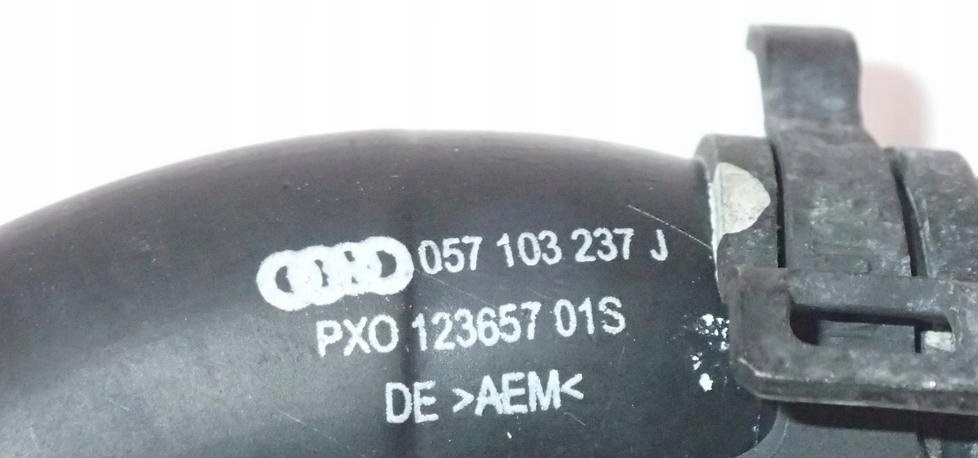 057 103 237 J
PXO 123657 01S
DE >AEM<